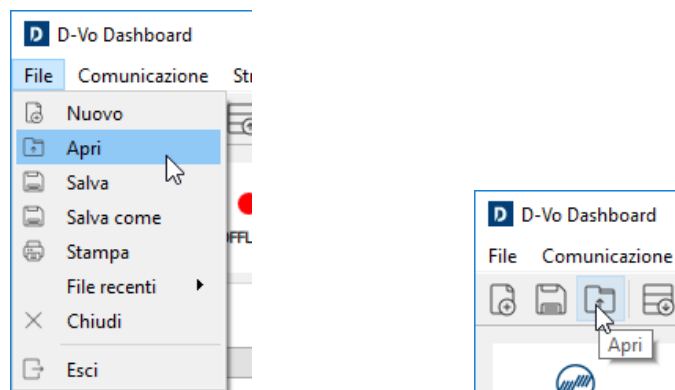 D D-Vo Dashboard
File Comunicazione
Nuovo
Apri
Salva
Salva come
Stampa
File recenti
Chiudi
Esci
D D-Vo Dashboard
File Comunicazione
Apri